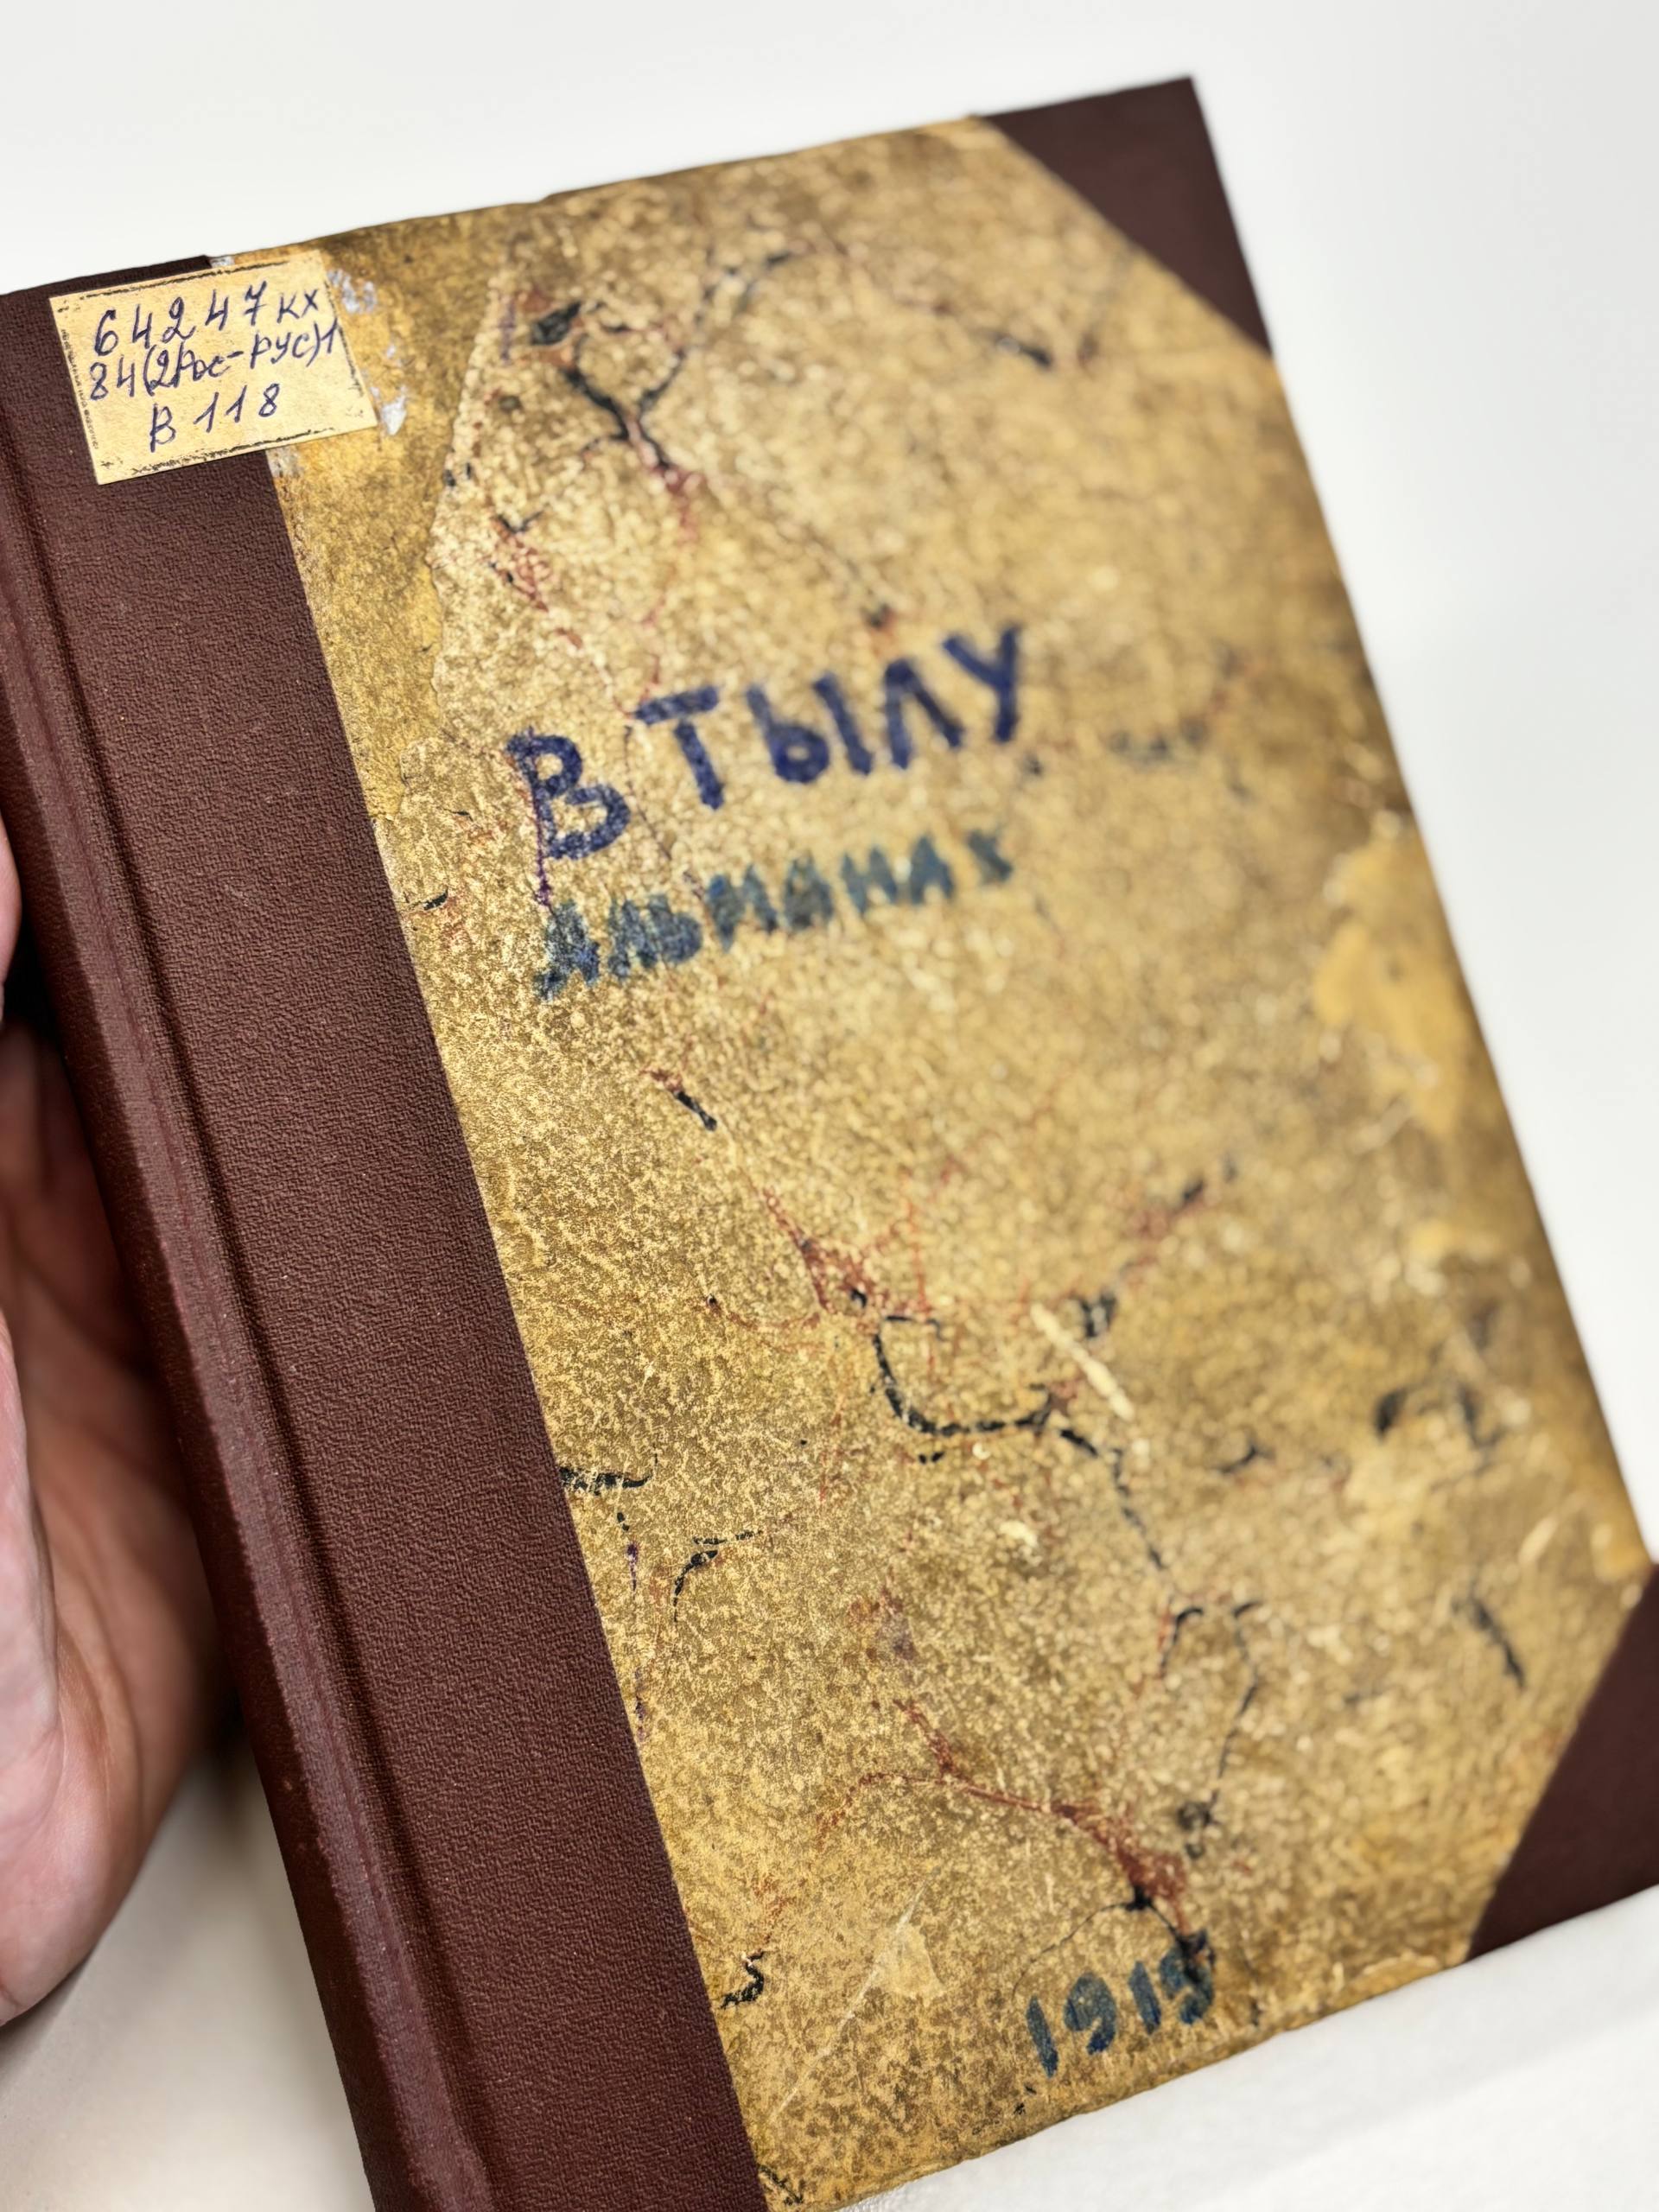 64247кх
84(2Рос-рус)1
В 118
В ТЫЛУ
АЛЬМАНАХ
1915